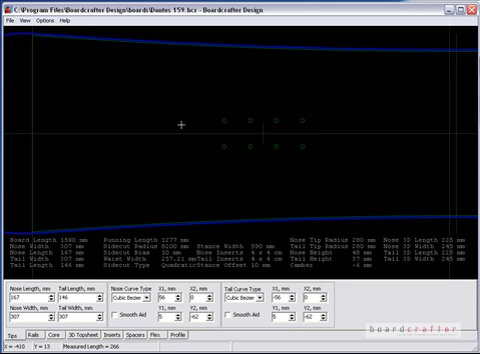 C:\Program Files\Boardcrafter Design\boards\Dantes 159.bcr - Boardcrafter Design
File View Options Help
Board Length 1590 mm Running Length 1277 mm Nose Tip Radius 280 mm Nose 3D Length 225 mm
Nose Width 307 mm Sidecut Radius 8200 mm Stance Width 590 mm Tail Tip Radius 280 mm Tail 3D Length 225 mm
Nose Length 167 mm Sidecut Bias 10 mm Nose Inserts 4 x 4 cm Nose Height 48 mm Nose 3D Width 245 mm
Tail Width 307 mm Waist Width 257.21 mm Tail Inserts 4 x 4 cm Tail Height 37 mm Tail 3D Width 245 mm
Tail Length 146 mm Sidecut Type Quadratic Stance Offset 10 mm Camber -6 mm
Nose Length, mm Tail Length, mm Nose Curve Type X1, mm X2, mm Tail Curve Type X1, mm X2, mm
167 146 Cubic Bezier 56 0 Cubic Bezier -56 0
Nose Width, mm Tail Width, mm Smooth Aid Y1, mm Y2, mm Smooth Aid Y1, mm Y2, mm
307 307 5 -62 5 -62
boardcrafter
Tips Rails Core 3D Topsheet Inserts Spacers Flex Profile
X = -410 Y = 13 Measured Length = 266